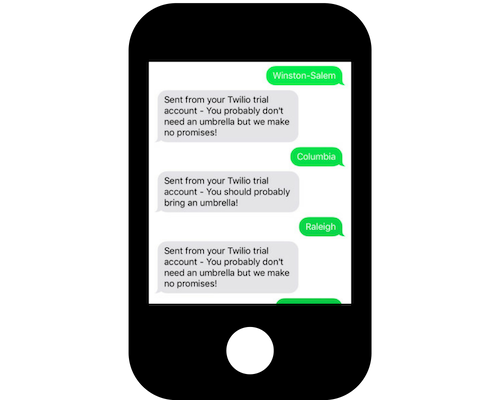 Winston-Salem
Sent from your Twilio trial
account - You probably don't
need an umbrella but we make
no promises!
Columbia
Sent from your Twilio trial
account - You should probably
bring an umbrella!
Raleigh
Sent from your Twilio trial
account - You probably don't
need an umbrella but we make
no promises!